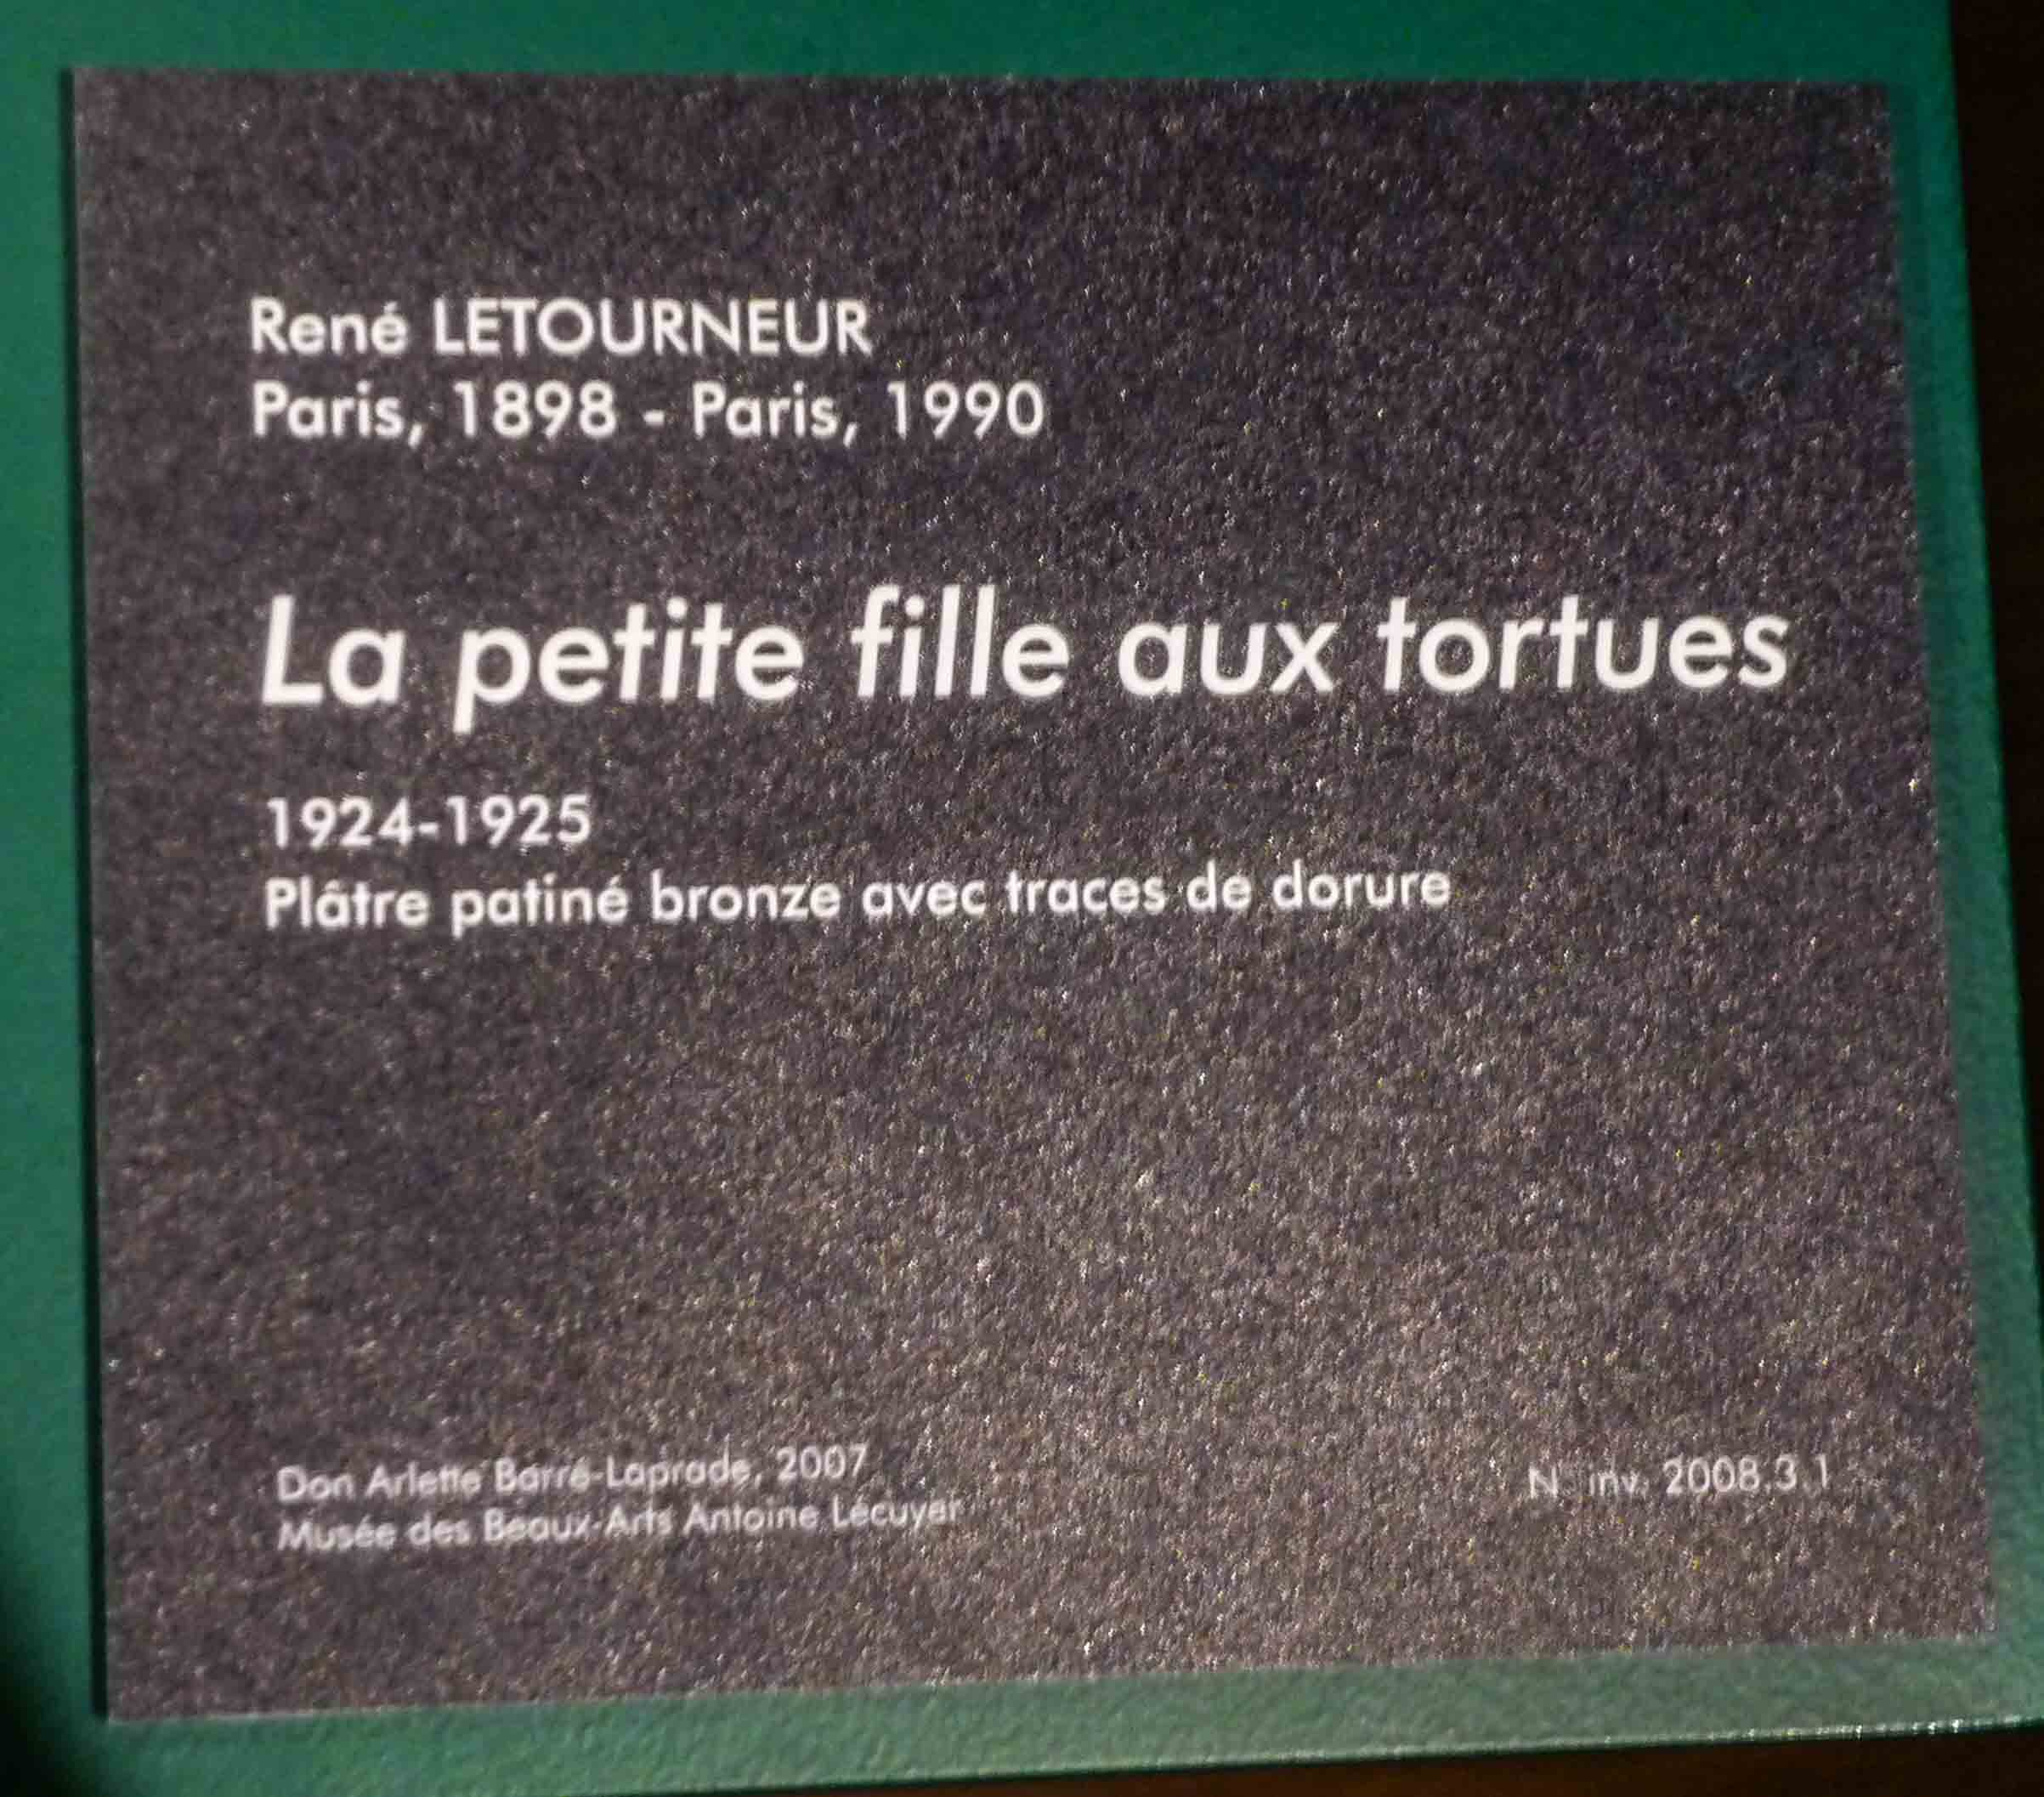 René LETOURNEUR
Paris, 1898 - Paris, 1990
La petite fille aux tortues
1924-1925
Plâtre patiné bronze avec traces de dorure
Don Arlette Barré-Laprade, 2007
Musée des Beaux-Arts Antoine Lécuyer
N° inv. 2008.3.1